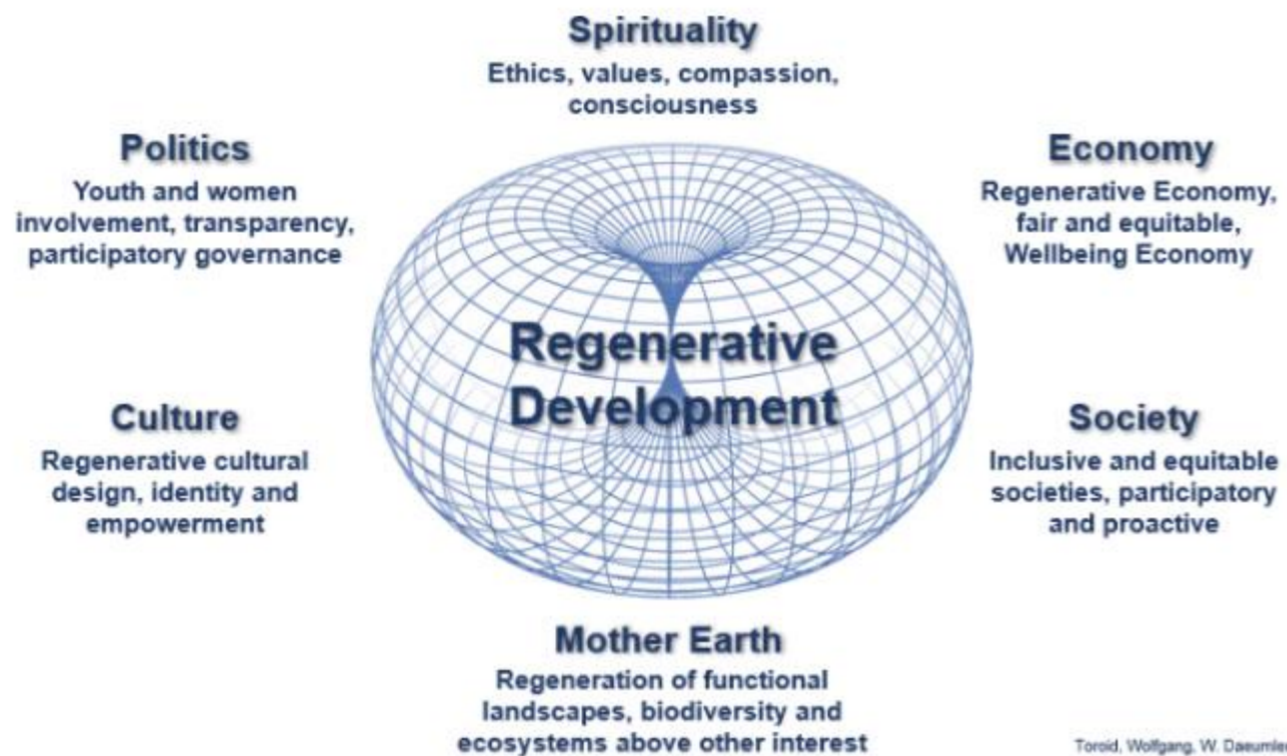 Spirituality
Ethics, values, compassion,
consciousness
Politics
Youth and women
involvement, transparency,
participatory governance
Economy
Regenerative Economy,
fair and equitable,
Wellbeing Economy
Regenerative
Development
Culture
Regenerative cultural
design, identity and
empowerment
Society
Inclusive and equitable
societies, participatory
and proactive
Mother Earth
Regeneration of functional
landscapes, biodiversity and
ecosystems above other interest
Toroid, Wolfgang, W. Daeumler